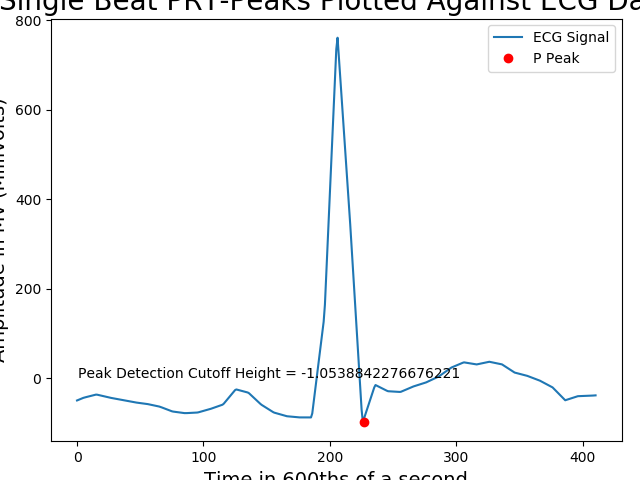 Single Beat PRT-Peaks Plotted Against ECG Da
ECG Signal
P Peak
800
600
400
200
0
Amplitude in MV (Millivolts)
Peak Detection Cutoff Height = -1.0538842276676221
0 100 200 300 400
Time in 600ths of a second